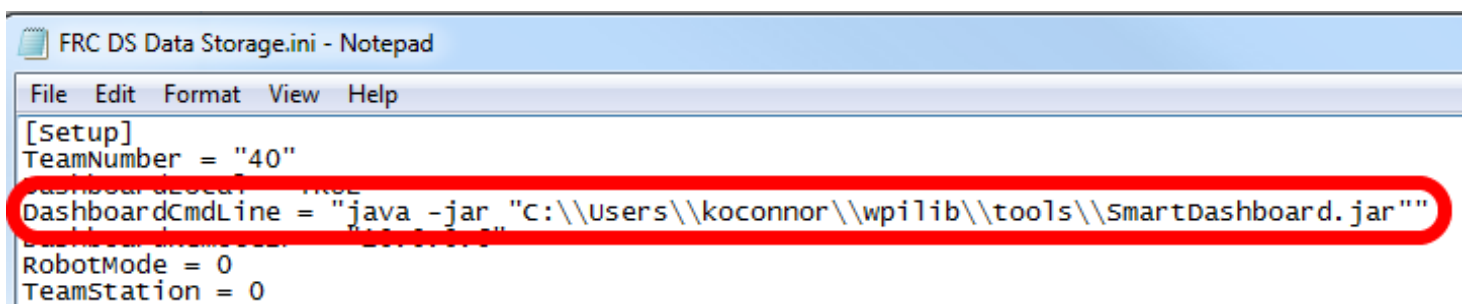 FRC DS Data Storage.ini - Notepad
File Edit Format View Help
[Setup]
TeamNumber = "40"
DashboardCmdLine = "java -jar "C:\\Users\\koconnor\\wpilib\\tools\\SmartDashboard.jar""
RobotMode = 0
TeamStation = 0